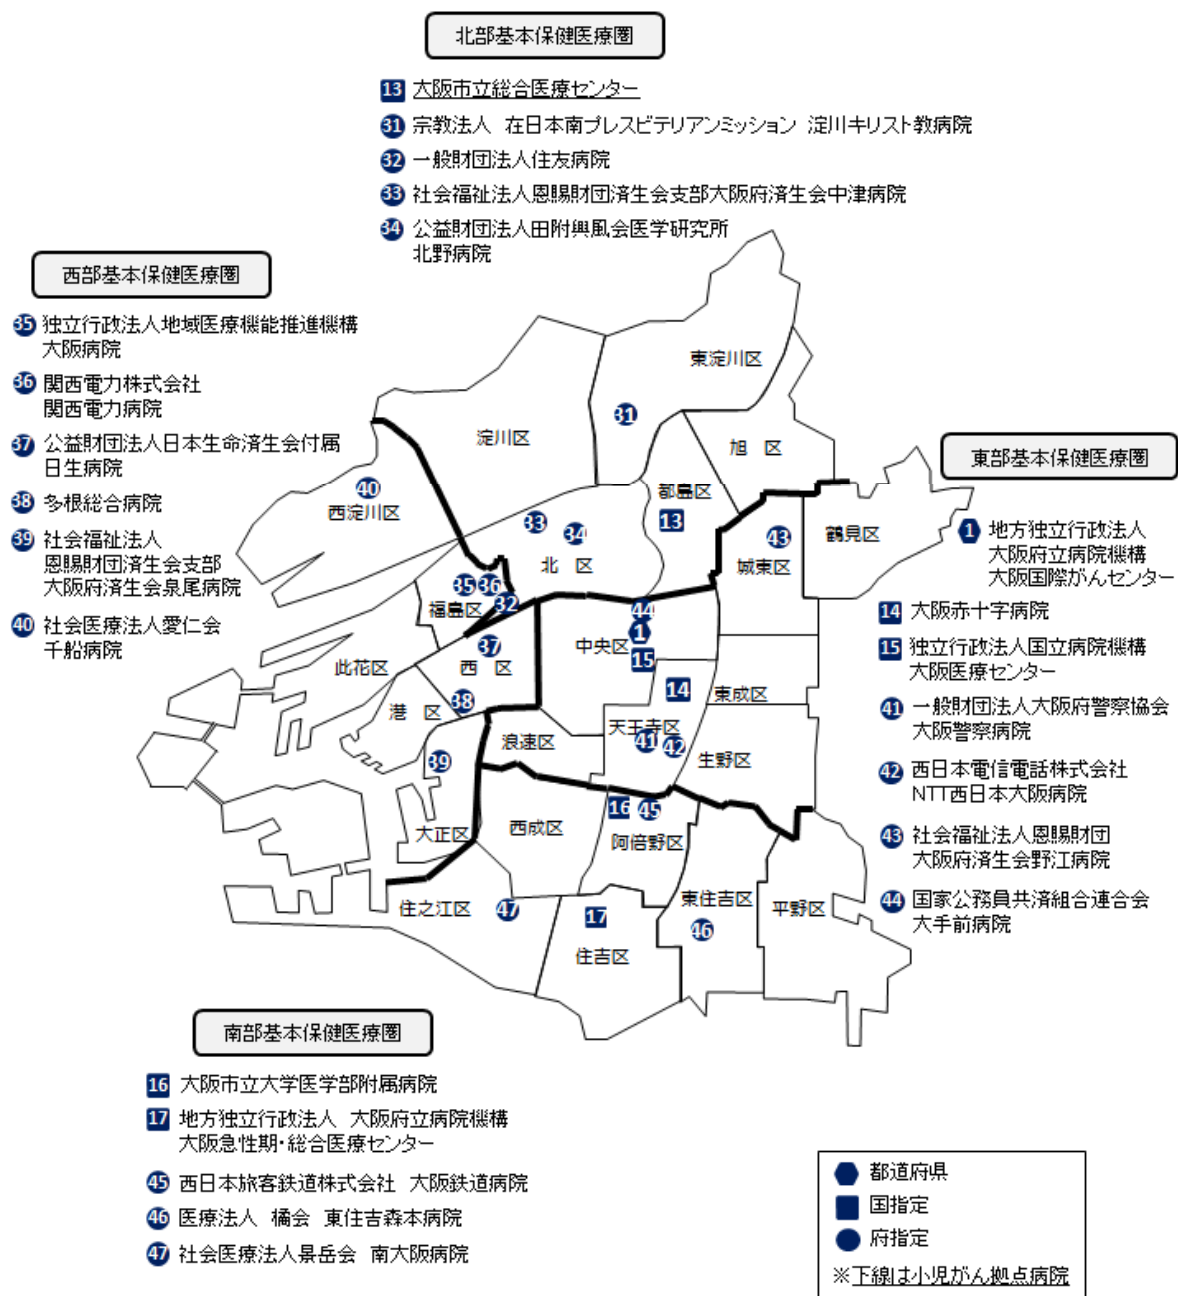 北部基本保健医療圏
13 大阪市立総合医療センター
31 宗教法人 在日本南プレスビテリアンミッション 淀川キリスト教病院
32 一般財団法人住友病院
33 社会福祉法人恩賜財団済生会支部大阪府済生会中津病院
34 公益財団法人田附興風会医学研究所
北野病院
西部基本保健医療圏
35 独立行政法人地域医療機能推進機構
大阪病院
36 関西電力株式会社
関西電力病院
37 公益財団法人日本生命済生会付属
日生病院
38 多根総合病院
39 社会福祉法人
恩賜財団済生会支部
大阪府済生会泉尾病院
40 社会医療法人愛仁会
千船病院
東淀川区
31
淀川区
旭 区
40
西淀川区
都島区
13
33
34
北 区
43
城東区
鶴見区
35 36
福島区
32
44
中央区
1
15
37
西 区
此花区
14
東成区
港 区
38
天王寺区
41 42
浪速区
生野区
39
大正区
西成区
16 45
阿倍野区
住之江区
47
17
住吉区
東住吉区
46
平野区
東部基本保健医療圏
1 地方独立行政法人
大阪府立病院機構
大阪国際がんセンター
14 大阪赤十字病院
15 独立行政法人国立病院機構
大阪医療センター
41 一般財団法人大阪府警察協会
大阪警察病院
42 西日本電信電話株式会社
NTT西日本大阪病院
43 社会福祉法人恩賜財団
大阪府済生会野江病院
44 国家公務員共済組合連合会
大手前病院
南部基本保健医療圏
16 大阪市立大学医学部附属病院
17 地方独立行政法人 大阪府立病院機構
大阪急性期・総合医療センター
45 西日本旅客鉄道株式会社 大阪鉄道病院
46 医療法人 橘会 東住吉森本病院
47 社会医療法人景岳会 南大阪病院
都道府県
国指定
府指定
※下線は小児がん拠点病院